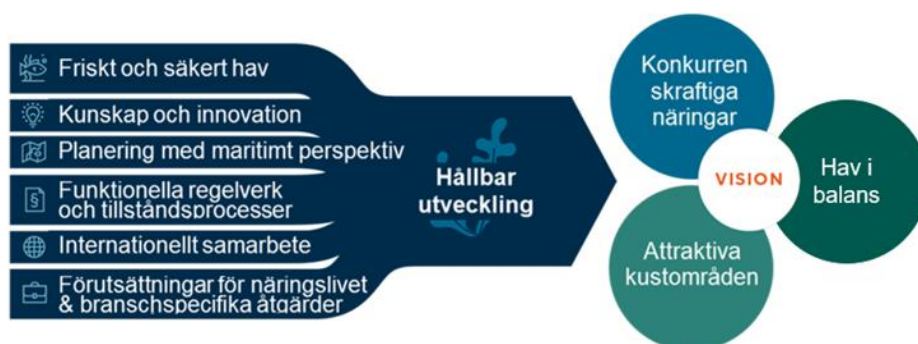 Friskt och säkert hav
Kunskap och innovation
Planering med maritimt perspektiv
§
Funktionella regelverk
och tillståndsprocesser
Internationellt samarbete
Förutsättningar för näringslivet
& branschspecifika åtgärder
Hållbar
utveckling
Konkurren
skraftiga
näringar
VISION
Hav i
balans
Attraktiva
kustområden